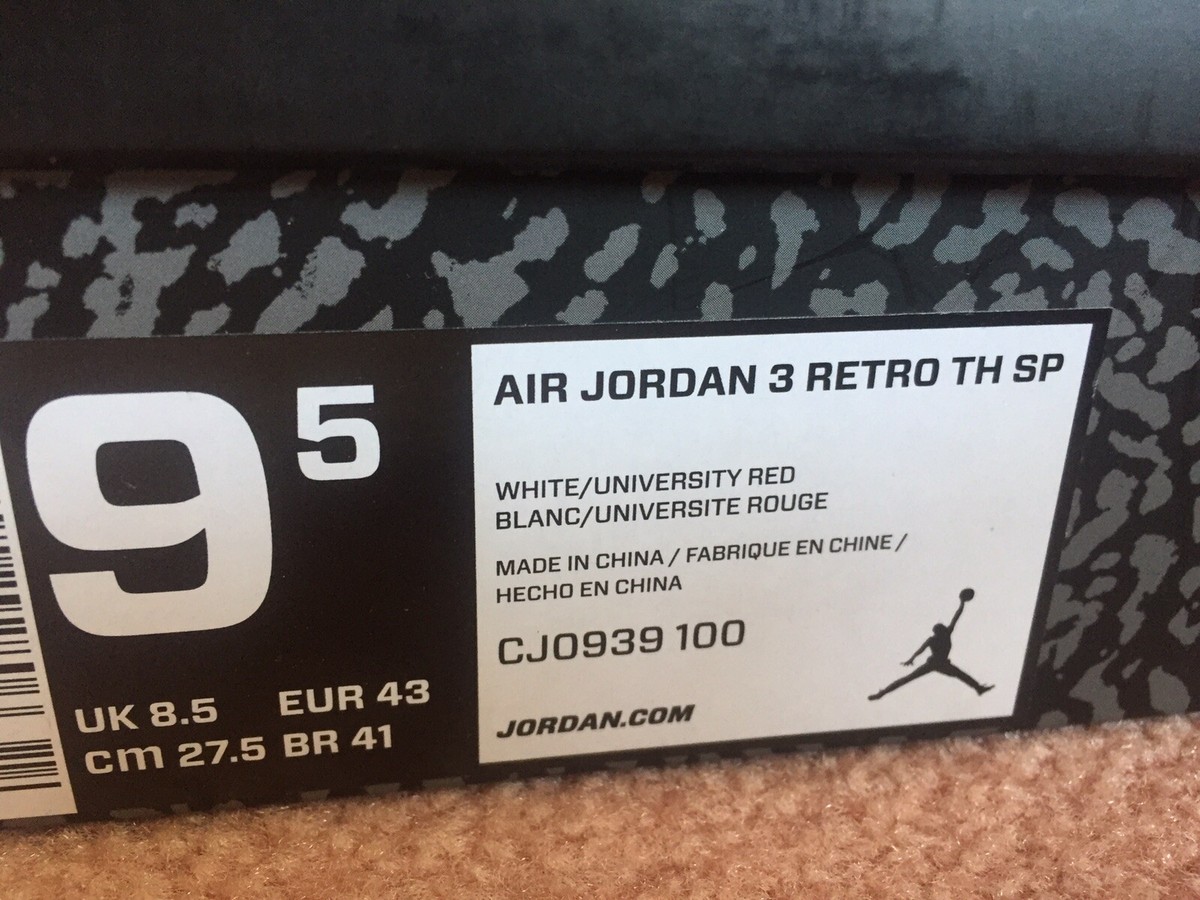 9 5
UK 8.5 EUR 43
cm 27.5 BR 41
AIR JORDAN 3 RETRO TH SP
WHITE/UNIVERSITY RED
BLANC/UNIVERSITE ROUGE
MADE IN CHINA / FABRIQUE EN CHINE /
HECHO EN CHINA
CJ0939 100
JORDAN.COM